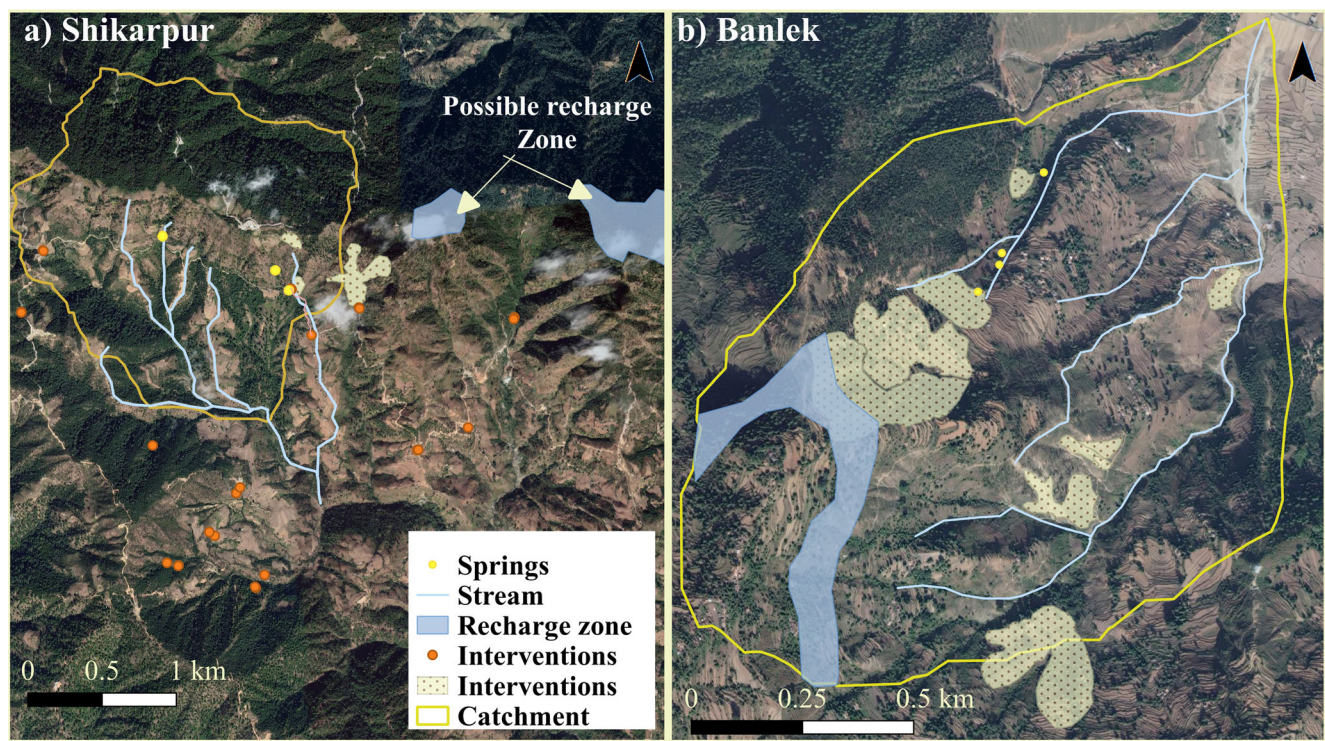 a) Shikarpur
Possible recharge
Zone
Springs
Stream
Recharge zone
Interventions
Interventions
Catchment
0 0.5 1 km
b) Banlek
0 0.25 0.5 km